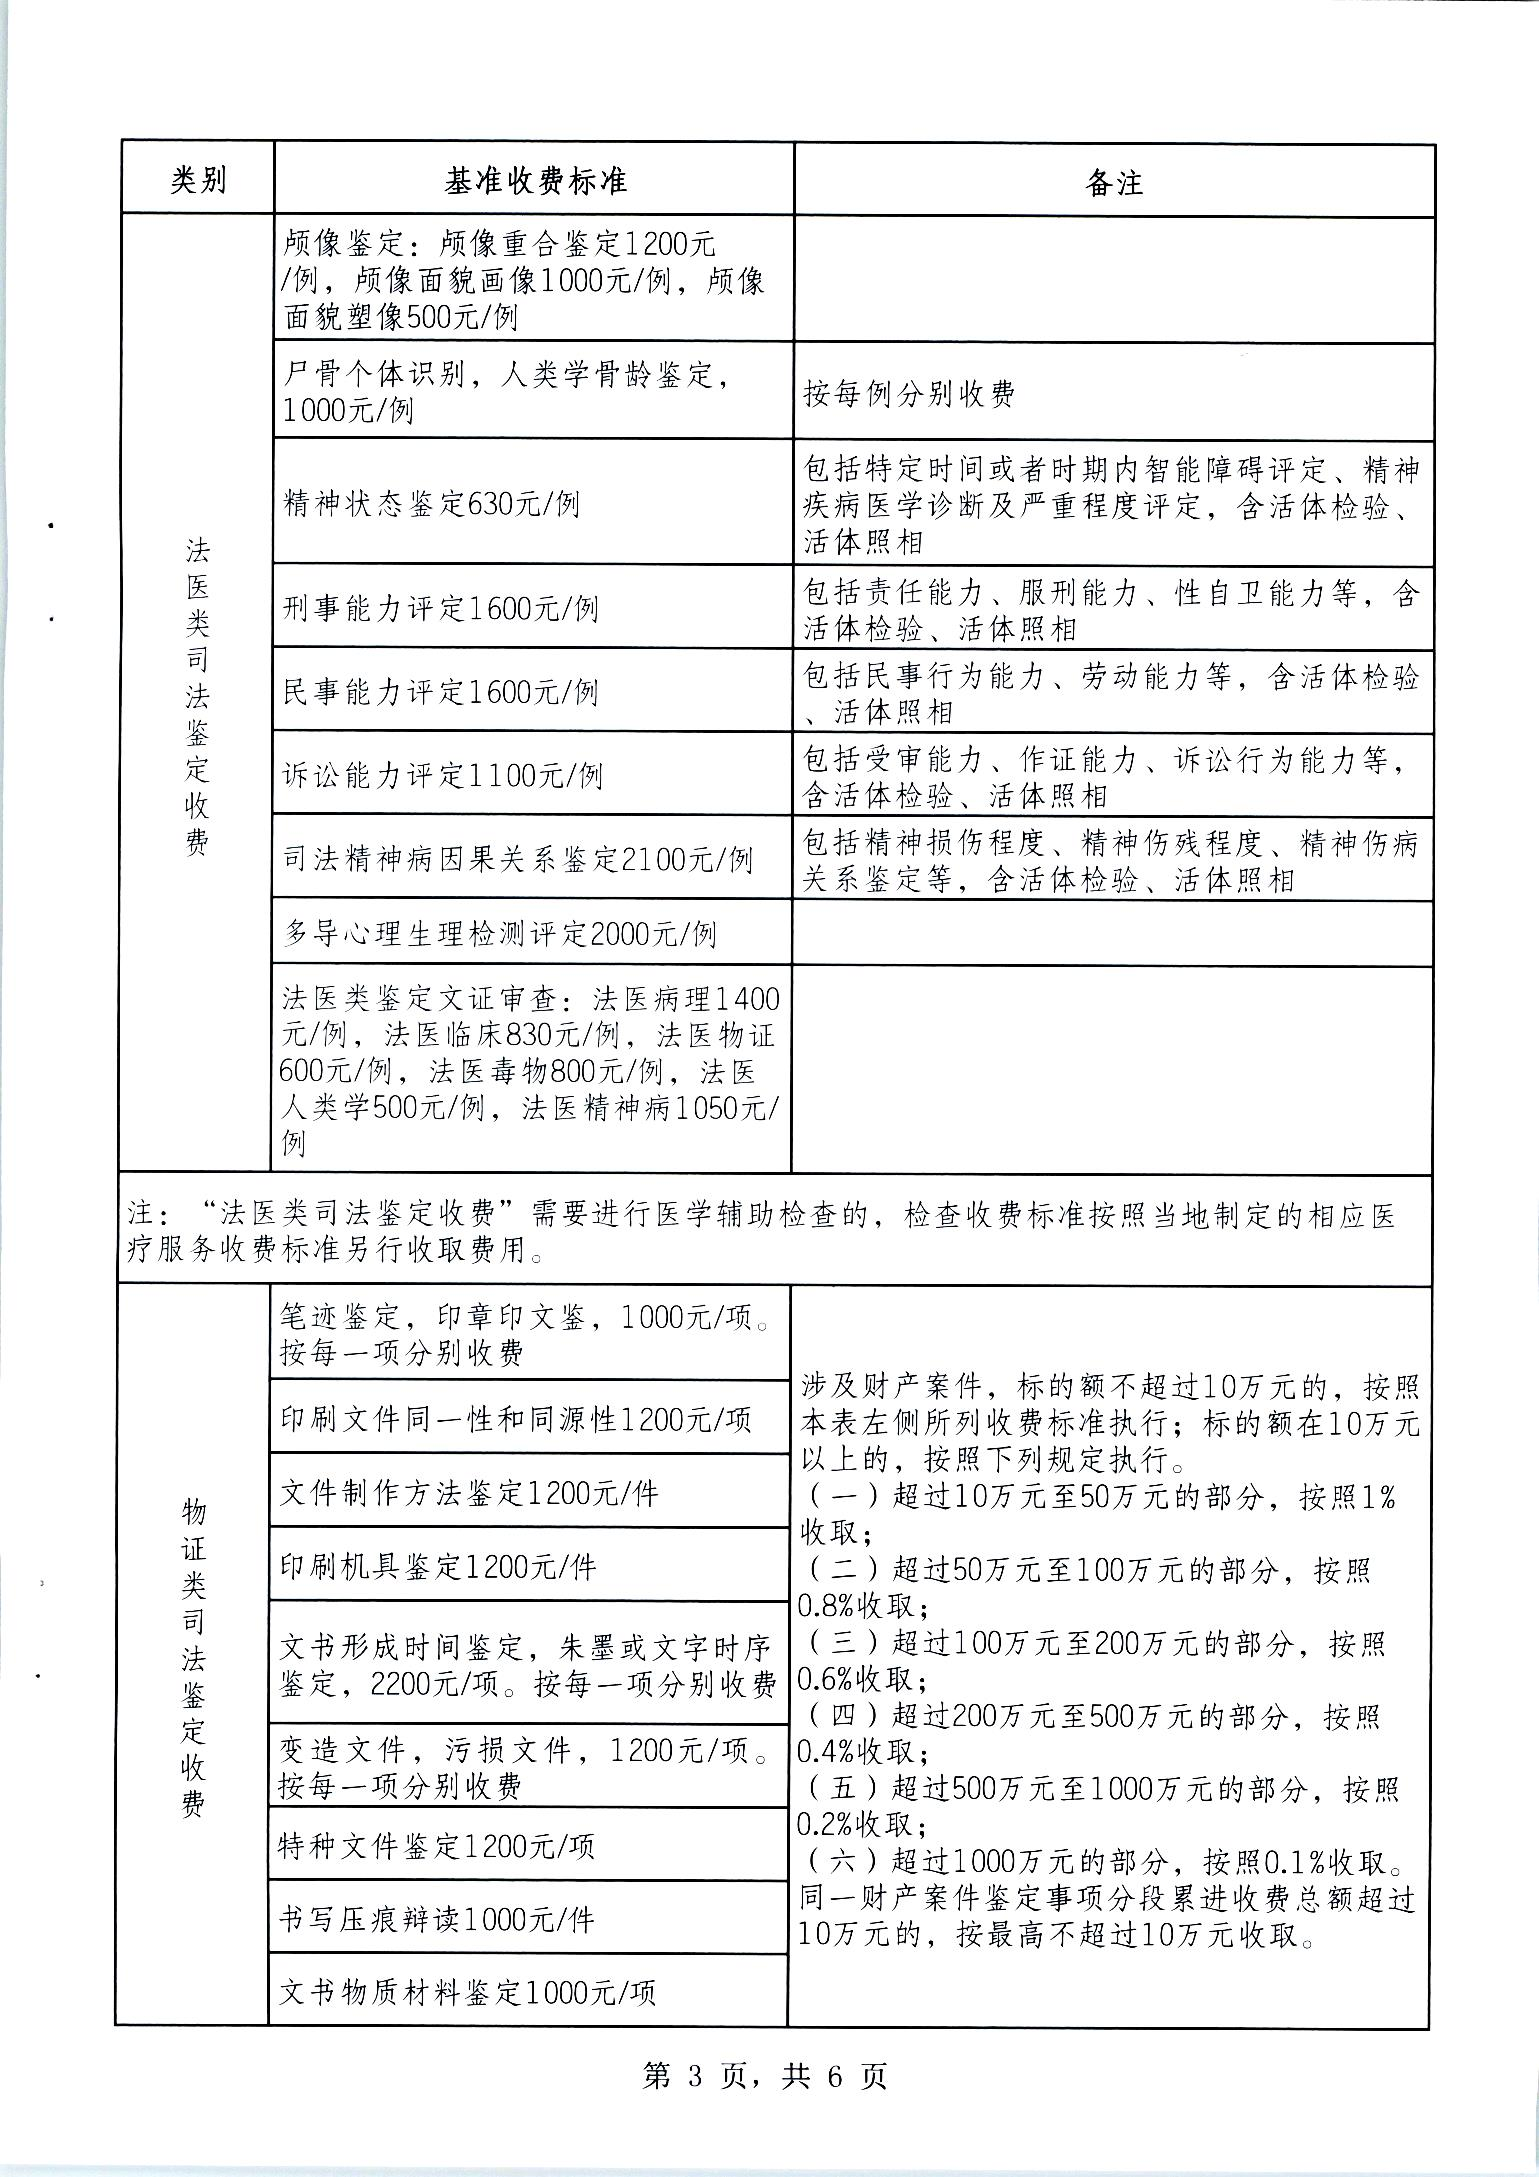 类别
基准收费标准
备注
法医类司法鉴定收费
颅像鉴定：颅像重合鉴定1200元
/例，颅像面貌画像1000元/例，颅像
面貌塑像500元/例
尸骨个体识别，人类学骨龄鉴定，
1000元/例
按每例分别收费
精神状态鉴定630元/例
包括特定时间或者时期内智能障碍评定、精神
疾病医学诊断及严重程度评定，含活体检验、
活体照相
刑事能力评定1600元/例
包括责任能力、服刑能力、性自卫能力等，含
活体检验、活体照相
民事能力评定1600元/例
包括民事行为能力、劳动能力等，含活体检验
、活体照相
诉讼能力评定1100元/例
包括受审能力、作证能力、诉讼行为能力等，
含活体检验、活体照相
司法精神病因果关系鉴定2100元/例
包括精神损伤程度、精神伤残程度、精神伤病
关系鉴定等，含活体检验、活体照相
多导心理生理检测评定2000元/例
法医类鉴定文证审查：法医病理1400
元/例，法医临床830元/例，法医物证
600元/例，法医毒物800元/例，法医
人类学500元/例，法医精神病1050元/
例
注：“法医类司法鉴定收费”需要进行医学辅助检查的，检查收费标准按照当地制定的相应医
疗服务收费标准另行收取费用。
物证类司法鉴定收费
笔迹鉴定，印章印文鉴，1000元/项。
按每一项分别收费
印刷文件同一性和同源性1200元/项
文件制作方法鉴定1200元/件
印刷机具鉴定1200元/件
文书形成时间鉴定，朱墨或文字时序
鉴定，2200元/项。按每一项分别收费
变造文件，污损文件，1200元/项。
按每一项分别收费
特种文件鉴定1200元/项
书写压痕辩读1000元/件
文书物质材料鉴定1000元/项
涉及财产案件，标的额不超过10万元的，按照
本表左侧所列收费标准执行；标的额在10万元
以上的，按照下列规定执行。
（一）超过10万元至50万元的部分，按照1%
收取；
（二）超过50万元至100万元的部分，按照
0.8%收取；
（三）超过100万元至200万元的部分，按照
0.6%收取；
（四）超过200万元至500万元的部分，按照
0.4%收取；
（五）超过500万元至1000万元的部分，按照
0.2%收取；
（六）超过1000万元的部分，按照0.1%收取。
同一财产案件鉴定事项分段累进收费总额超过
10万元的，按最高不超过10万元收取。
第 3 页，共 6 页